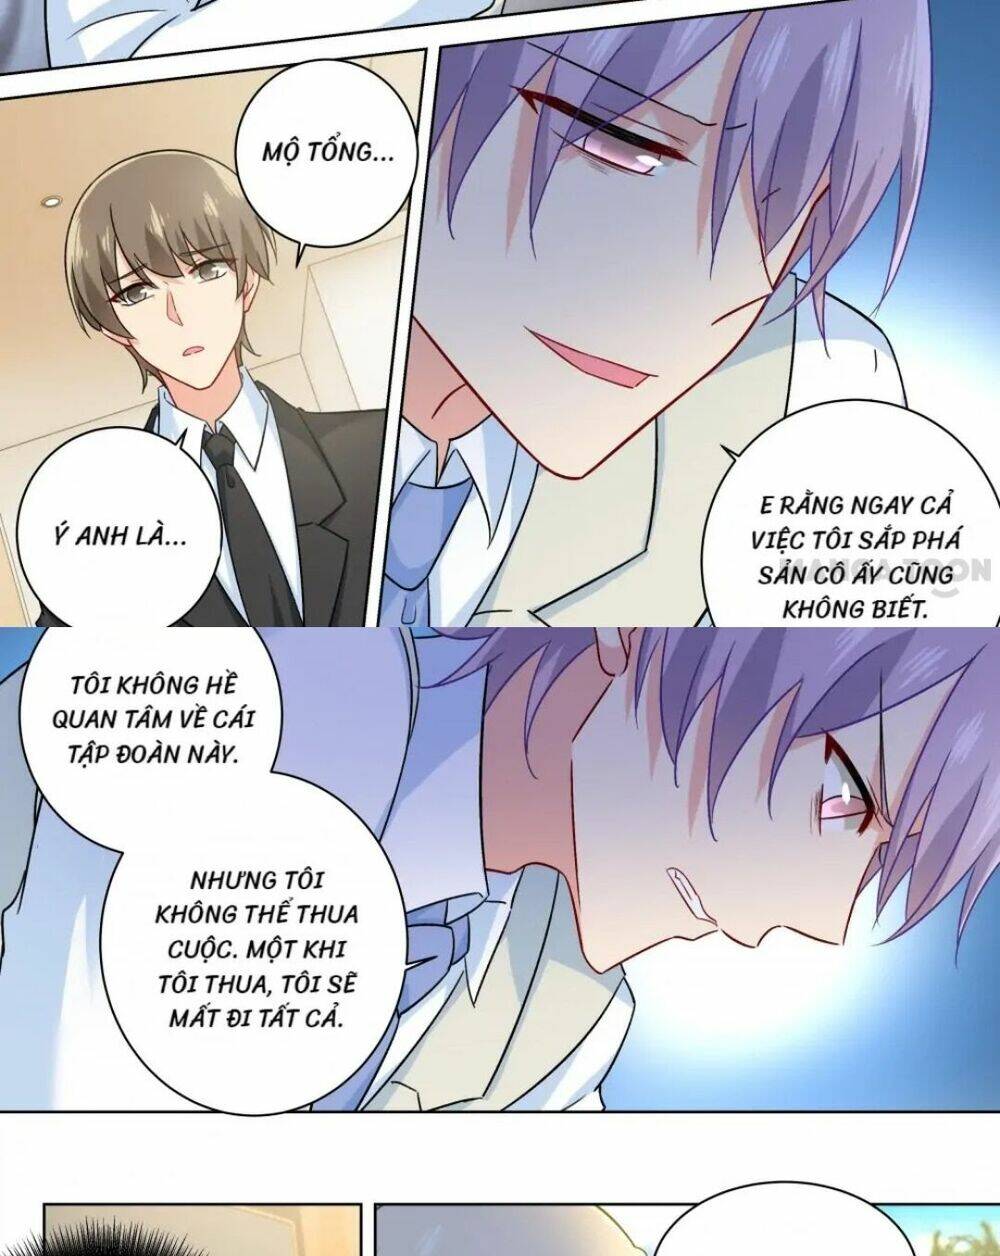 MỘ TỔNG...
Ý ANH LÀ...
E RẰNG NGAY CẢ
VIỆC TÔI SẮP PHÁ
SẢN CÔ ẤY CŨNG
KHÔNG BIẾT.
MANGATOON
TÔI KHÔNG HỀ
QUAN TÂM VỀ CÁI
TẬP ĐOÀN NÀY.
NHƯNG TÔI
KHÔNG THỂ THUA
CUỘC. MỘT KHI
TÔI THUA, TÔI SẼ
MẤT ĐI TẤT CẢ.